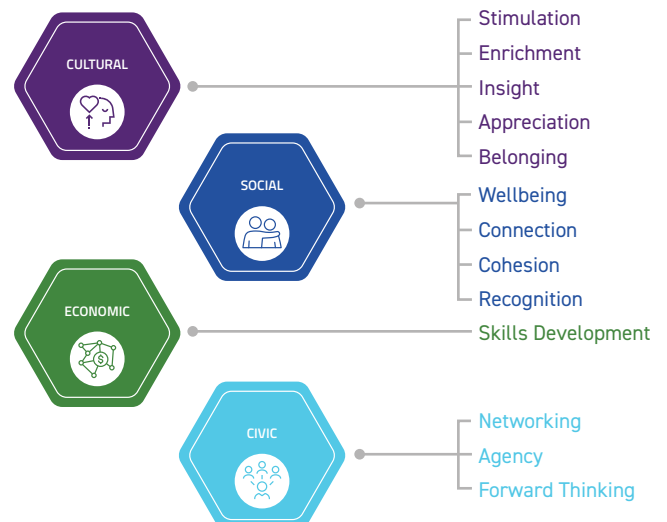 CULTURAL
Stimulation
Enrichment
Insight
Appreciation
Belonging
SOCIAL
Wellbeing
Connection
Cohesion
Recognition
ECONOMIC
$
Skills Development
CIVIC
Networking
Agency
Forward Thinking